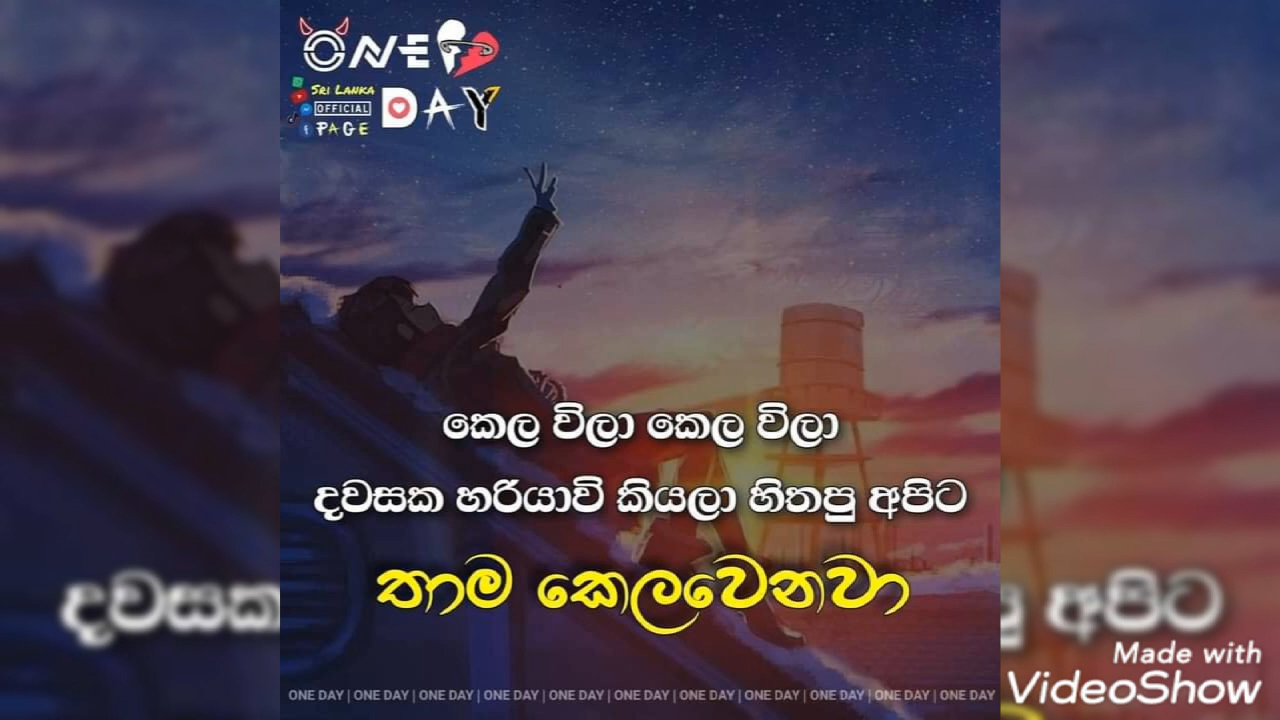 ONE
SRI LANKA
OFFICIAL
PAGE
DAY
කෙල විලා කෙල විලා
දවසක හරියාවි කියලා හිතපු අපිට
තාම කෙලවෙනවා
දවසක
අපිට
ONE DAY | ONE DAY | ONE DAY | ONE DAY | ONE DAY | ONE DAY | ONE DAY | ONE DAY | ONE DAY | ONE DAY | ONE DAY
Made with
VideoShow